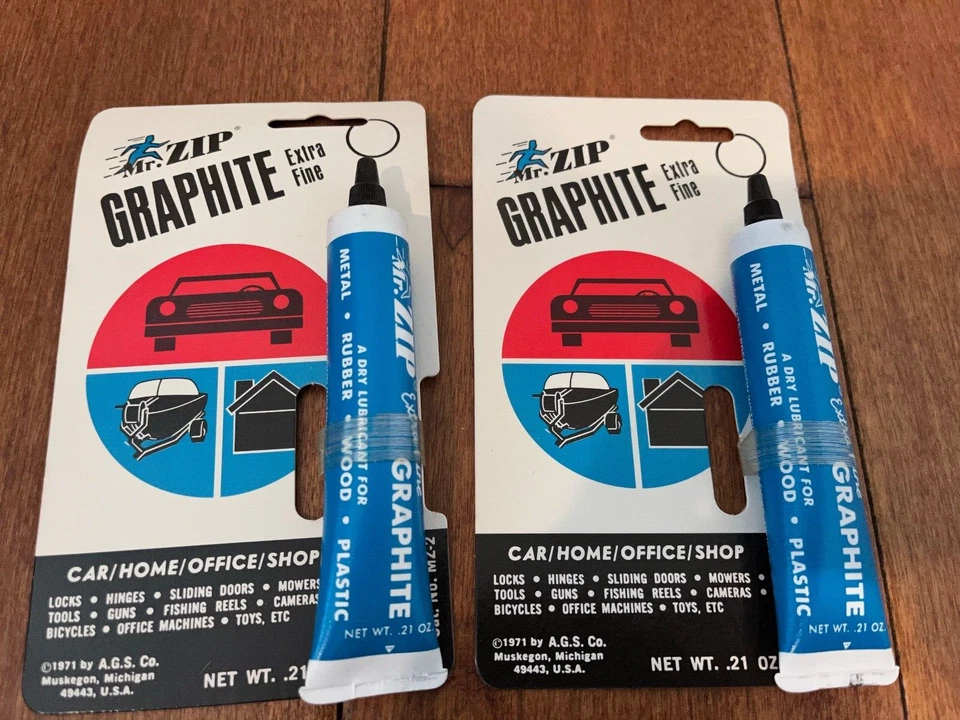 Mr. ZIP®
GRAPHITE Extra
Fine
CAR/HOME/OFFICE/SHOP
LOCKS • HINGES • SLIDING DOORS • MOWERS
TOOLS • GUNS • FISHING REELS • CAMERAS
BICYCLES • OFFICE MACHINES • TOYS, ETC
©1971 by A.G.S. Co.
Muskegon, Michigan
49443, U.S.A.
NET WT. .21
MZ-2
Mr. ZIP
GRAPHITE
A DRY LUBRICANT FOR
METAL • RUBBER • WOOD • PLASTIC
NET WT. .21 OZ.
Mr. ZIP®
GRAPHITE Extra
Fine
CAR/HOME/OFFICE/SHOP
LOCKS • HINGES • SLIDING DOORS • MOWERS •
TOOLS • GUNS • FISHING REELS • CAMERAS •
BICYCLES • OFFICE MACHINES • TOYS, ETC
©1971 by A.G.S. Co.
Muskegon, Michigan
49443, U.S.A.
NET WT. .21 OZ
Mr. ZIP
GRAPHITE
A DRY LUBRICANT FOR
METAL • RUBBER • WOOD • PLASTIC
NET WT. .21 OZ.